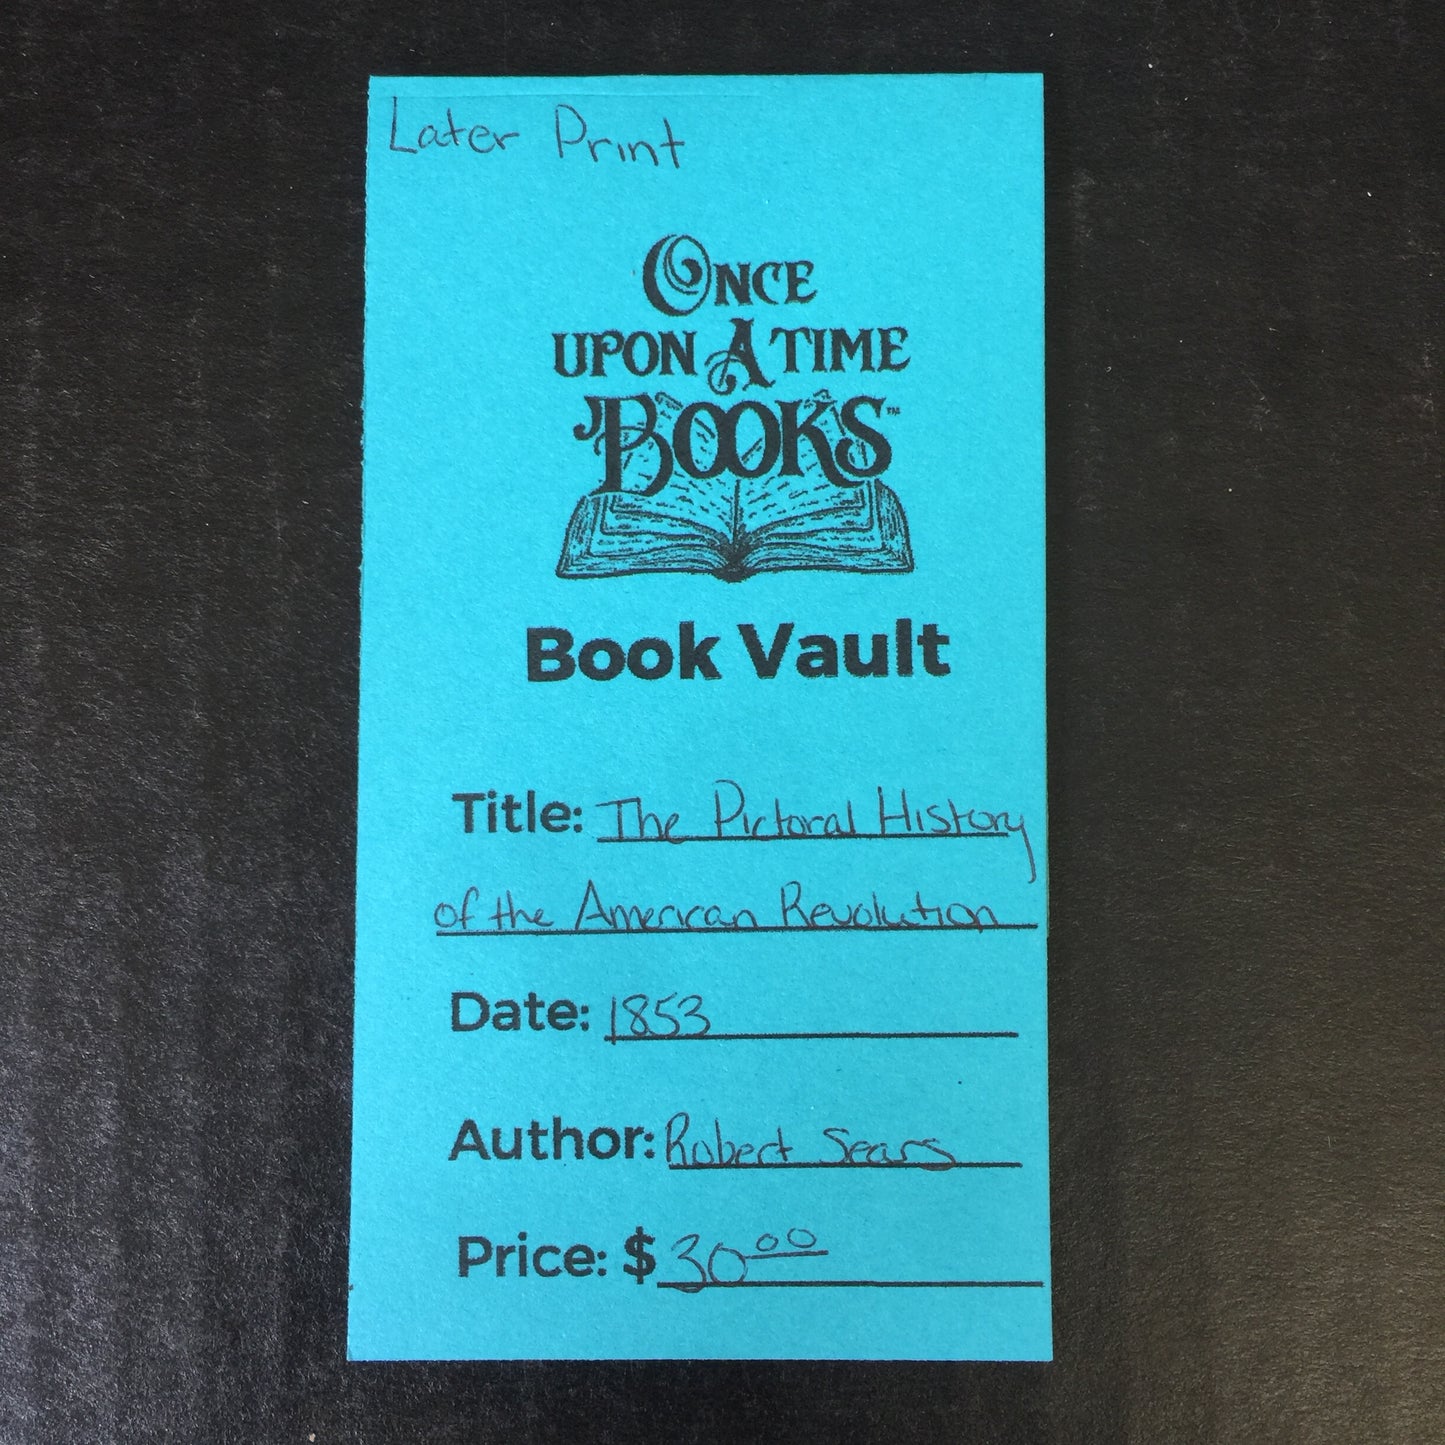 Later Print
ONCE
UPON A TIME
BOOKS™
Book Vault
Title: The Pictoral History
of the American Revolution
Date: 1853
Author: Robert Sears
Price: $30.00